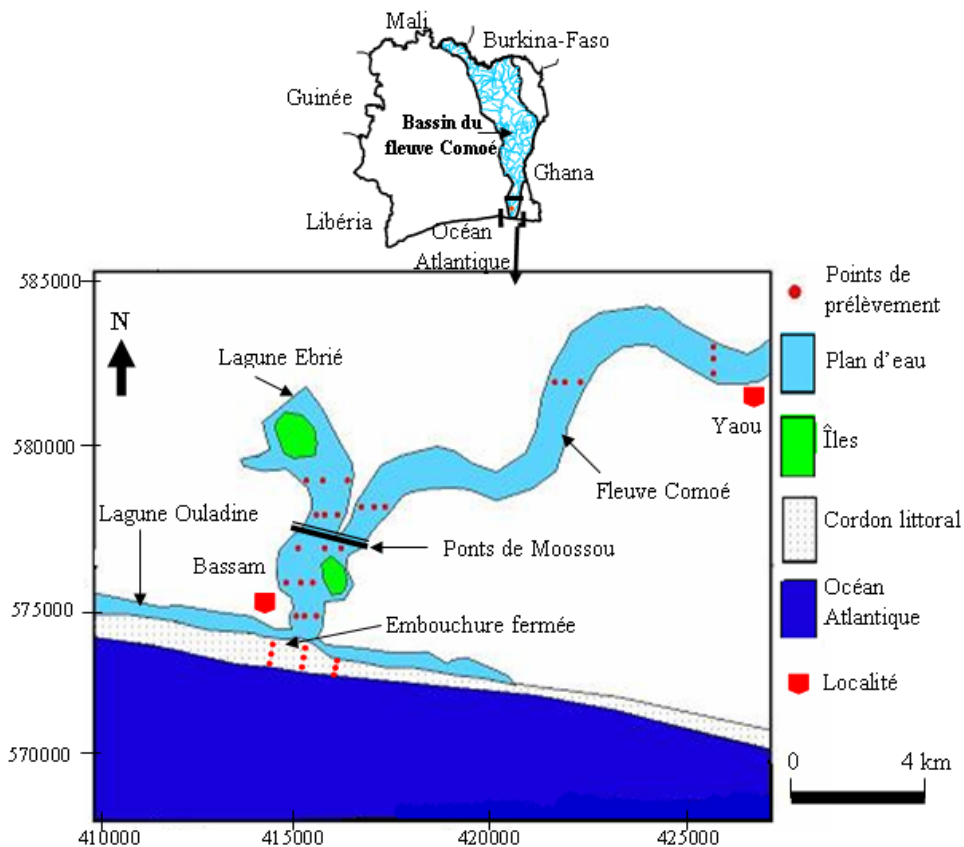 Mali
Burkina-Faso
Guinée
Bassin du
fleuve Comoé
Ghana
Libéria
Océan
Atlantique
585000
580000
575000
570000
N
Lagune Ebrié
Lagune Ouladine
Bassam
Yaou
Fleuve Comoé
Ponts de Moossou
Embouchure fermée
410000
415000
420000
425000
Points de
prélèvement
Plan d'eau
Îles
Cordon littoral
Océan
Atlantique
Localité
0
4 km